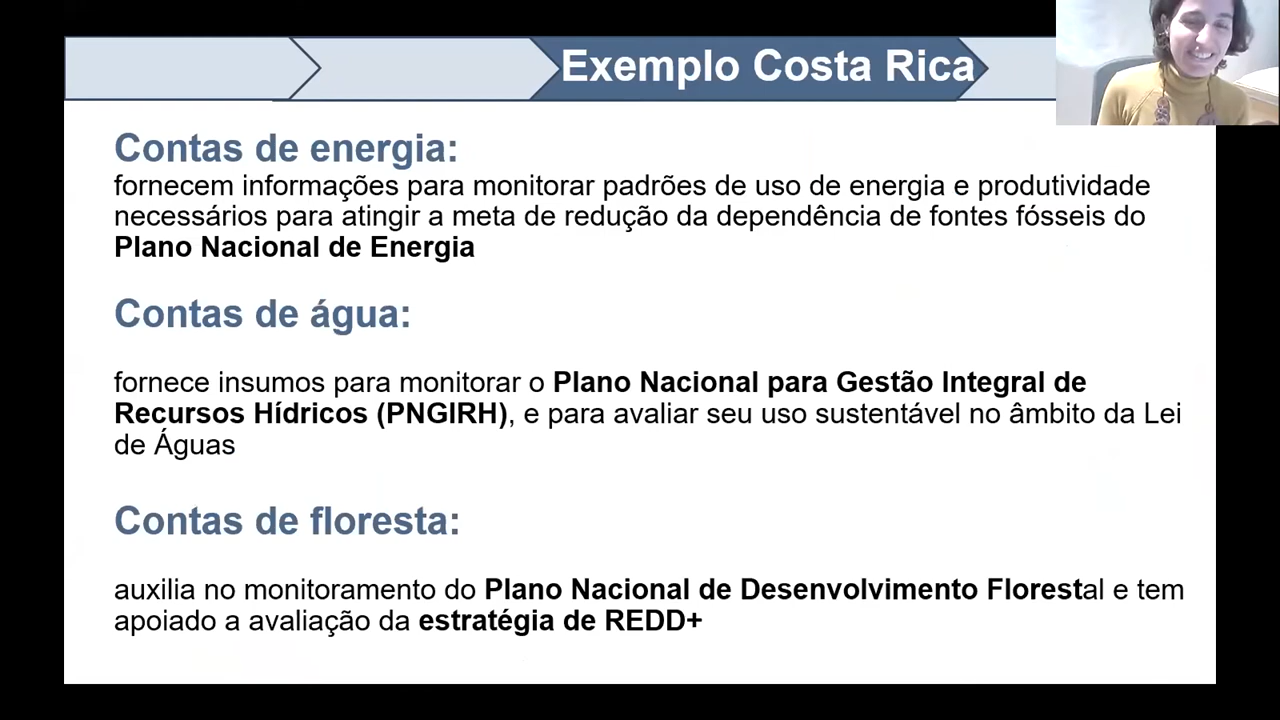 Exemplo Costa Rica
Contas de energia:
fornecem informações para monitorar padrões de uso de energia e produtividade
necessários para atingir a meta de redução da dependência de fontes fósseis do
Plano Nacional de Energia
Contas de água:
fornece insumos para monitorar o Plano Nacional para Gestão Integral de
Recursos Hídricos (PNGIRH), e para avaliar seu uso sustentável no âmbito da Lei
de Águas
Contas de floresta:
auxilia no monitoramento do Plano Nacional de Desenvolvimento Florestal e tem
apoiado a avaliação da estratégia de REDD+